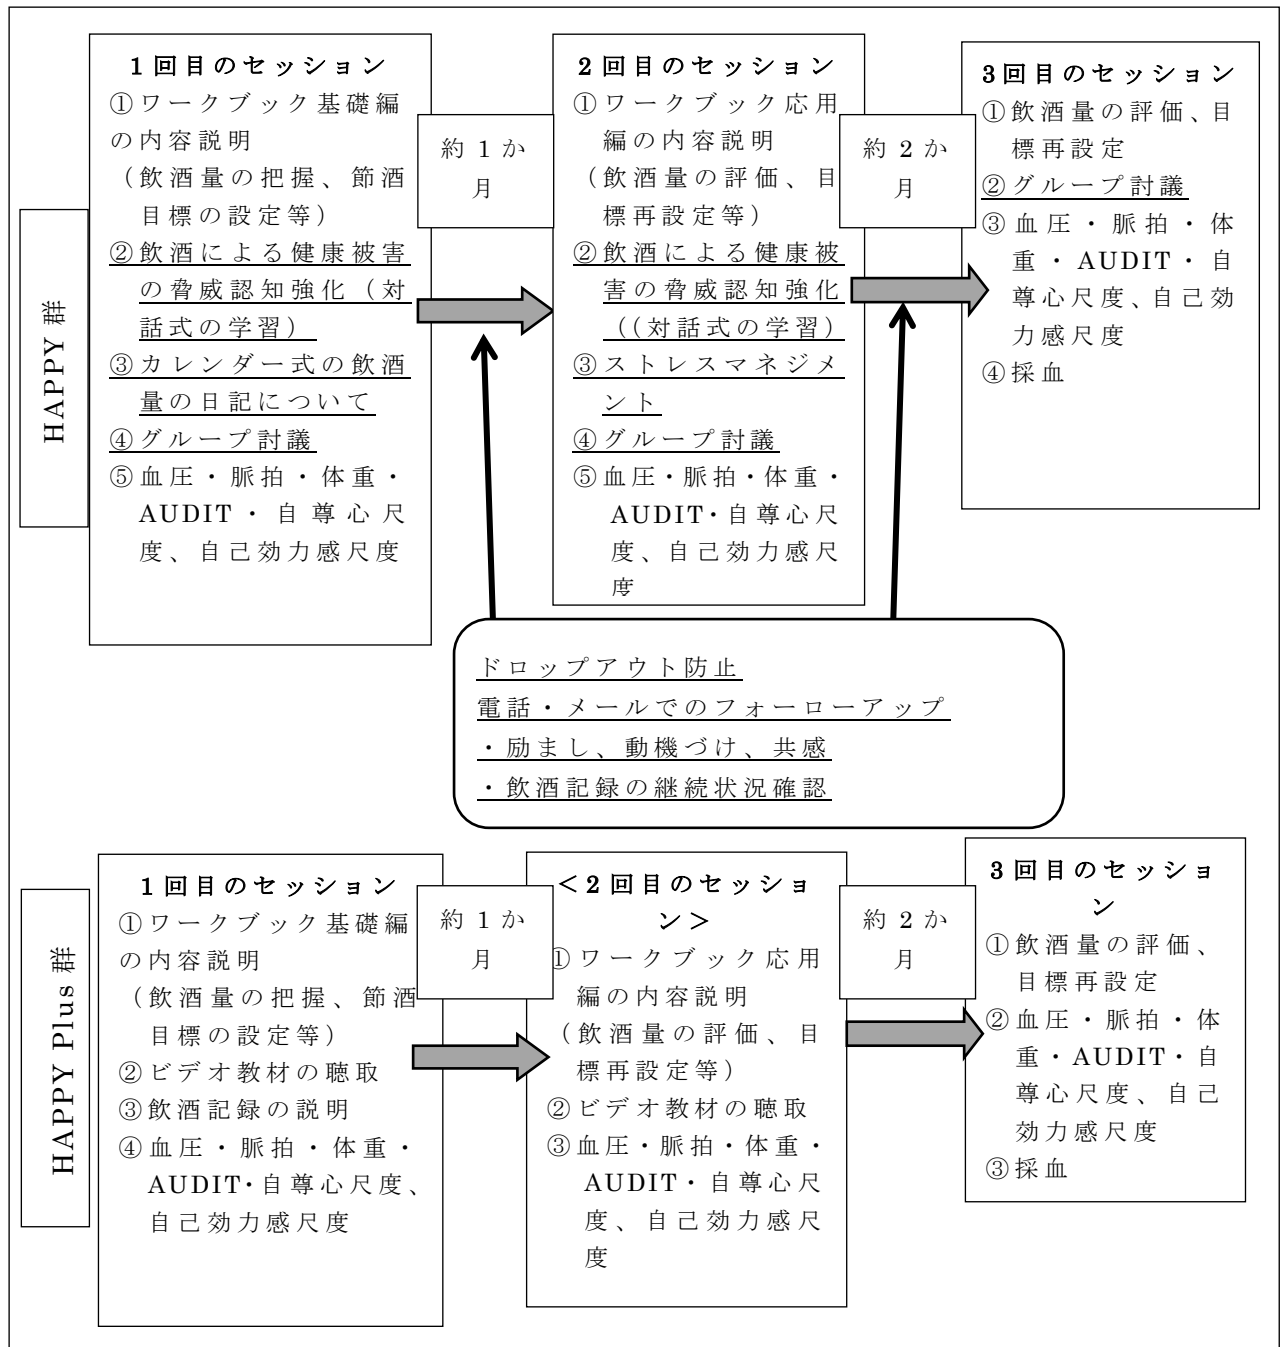 HAPPY 群
1回目のセッション
①ワークブック基礎編
の内容説明
（飲酒量の把握、節酒
目標の設定等）
②飲酒による健康被害
の脅威認知強化（対
話式の学習）
③カレンダー式の飲酒
量の日記について
④グループ討議
⑤血圧・脈拍・体重・
AUDIT・自尊心尺
度、自己効力感尺度
約 1 か
月
2回目のセッション
①ワークブック応用
編の内容説明
（飲酒量の評価、目
標再設定等）
②飲酒による健康被
害の脅威認知強化
（(対話式の学習）
③ストレスマネジメ
ント
④グループ討議
⑤血圧・脈拍・体重・
AUDIT・自尊心尺
度、自己効力感尺
度
約 2 か
月
3回目のセッション
①飲酒量の評価、目
標再設定
②グループ討議
③血圧・脈拍・体
重・AUDIT・自
尊心尺度、自己効
力感尺度
④採血
ドロップアウト防止
電話・メールでのフォーローアップ
・励まし、動機づけ、共感
・飲酒記録の継続状況確認
HAPPY Plus 群
1回目のセッション
①ワークブック基礎編
の内容説明
（飲酒量の把握、節酒
目標の設定等）
②ビデオ教材の聴取
③飲酒記録の説明
④血圧・脈拍・体重・
AUDIT・自尊心尺度、
自己効力感尺度
約 1 か
月
＜2回目のセッショ
ン＞
①ワークブック応用
編の内容説明
（飲酒量の評価、目
標再設定等）
②ビデオ教材の聴取
③血圧・脈拍・体重・
AUDIT・自尊心尺
度、自己効力感尺
度
約 2 か
月
3回目のセッショ
ン
①飲酒量の評価、
目標再設定
②血圧・脈拍・体
重・AUDIT・自
尊心尺度、自己
効力感尺度
③採血